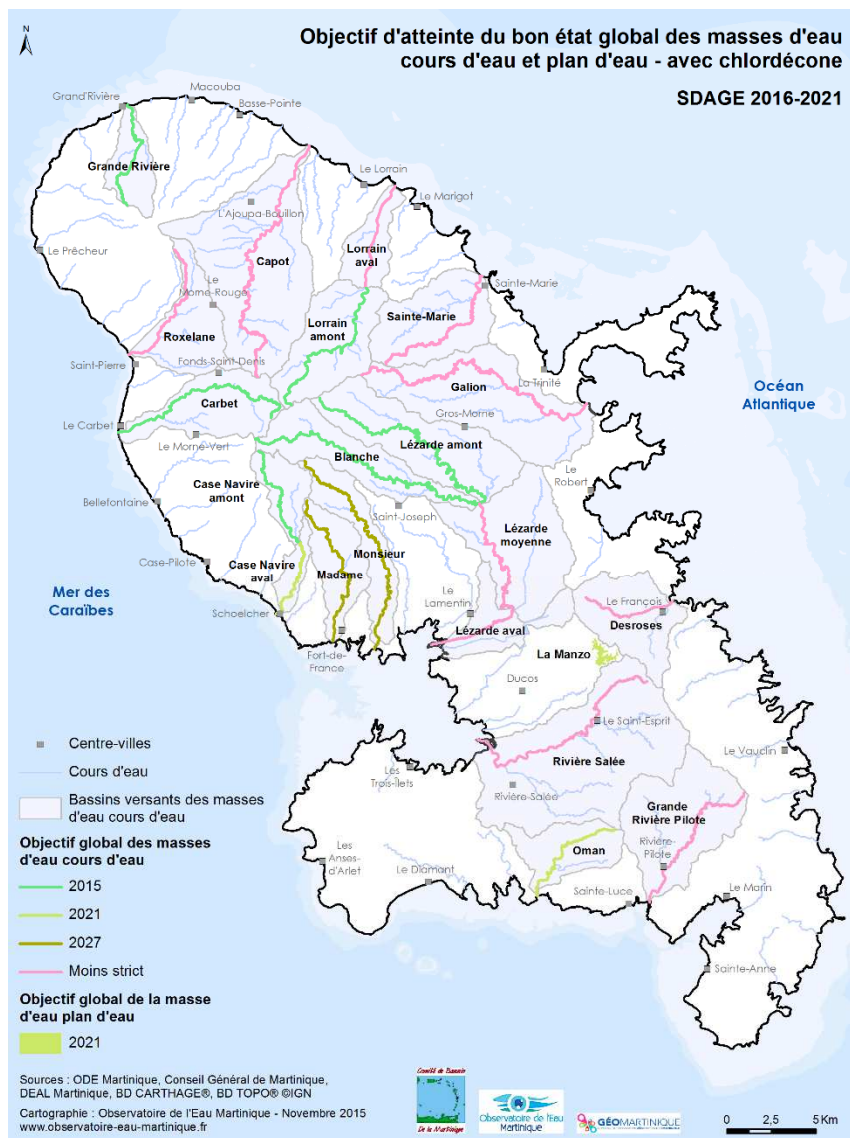 N
Objectif d'atteinte du bon état global des masses d'eau
cours d'eau et plan d'eau - avec chlordécone
SDAGE 2016-2021
Grand'Rivière
Macouba
Basse-Pointe
Grande Rivière
Le Lorrain
L'Ajoupa-Bouillon
Le Marigot
Le Prêcheur
Capot
Lorrain
aval
Le
Morne-Rouge
Sainte-Marie
Lorrain
amont
Sainte-Marie
Roxelane
Saint-Pierre
Fonds-Saint-Denis
La Trinité
Galion
Océan
Atlantique
Carbet
Gros-Morne
Le Carbet
Le Morne-Vert
Lézarde amont
Blanche
Case Navire
amont
Le
Robert
Bellefontaine
Saint-Joseph
Lézarde
moyenne
Case-Pilote
Case Navire
aval
Monsieur
Madame
Mer des
Caraïbes
Le
Lamentin
Le François
Schoelcher
Desroses
Lézarde aval
Fort-de-
France
La Manzo
Ducos
Le Saint-Esprit
Centre-villes
Cours d'eau
Bassins versants des masses
d'eau cours d'eau
Le Vauclin
Rivière Salée
Les
Trois-Îlets
Rivière-Salée
Grande
Rivière Pilote
Objectif global des masses
d'eau cours d'eau
Oman
Rivière-
Pilote
Les
Anses-
d'Arlet
Le Diamant
Sainte-Luce
Le Marin
2015
2021
2027
Moins strict
Sainte-Anne
Objectif global de la masse
d'eau plan d'eau
2021
Sources : ODE Martinique, Conseil Général de Martinique,
DEAL Martinique, BD CARTHAGE®, BD TOPO® ©IGN
Cartographie : Observatoire de l'Eau Martinique - Novembre 2015
www.observatoire-eau-martinique.fr
Comité de Bassin
De la Martinique
Observatoire de l'Eau
Martinique
GÉOMARTINIQUE
0 2,5 5 Km